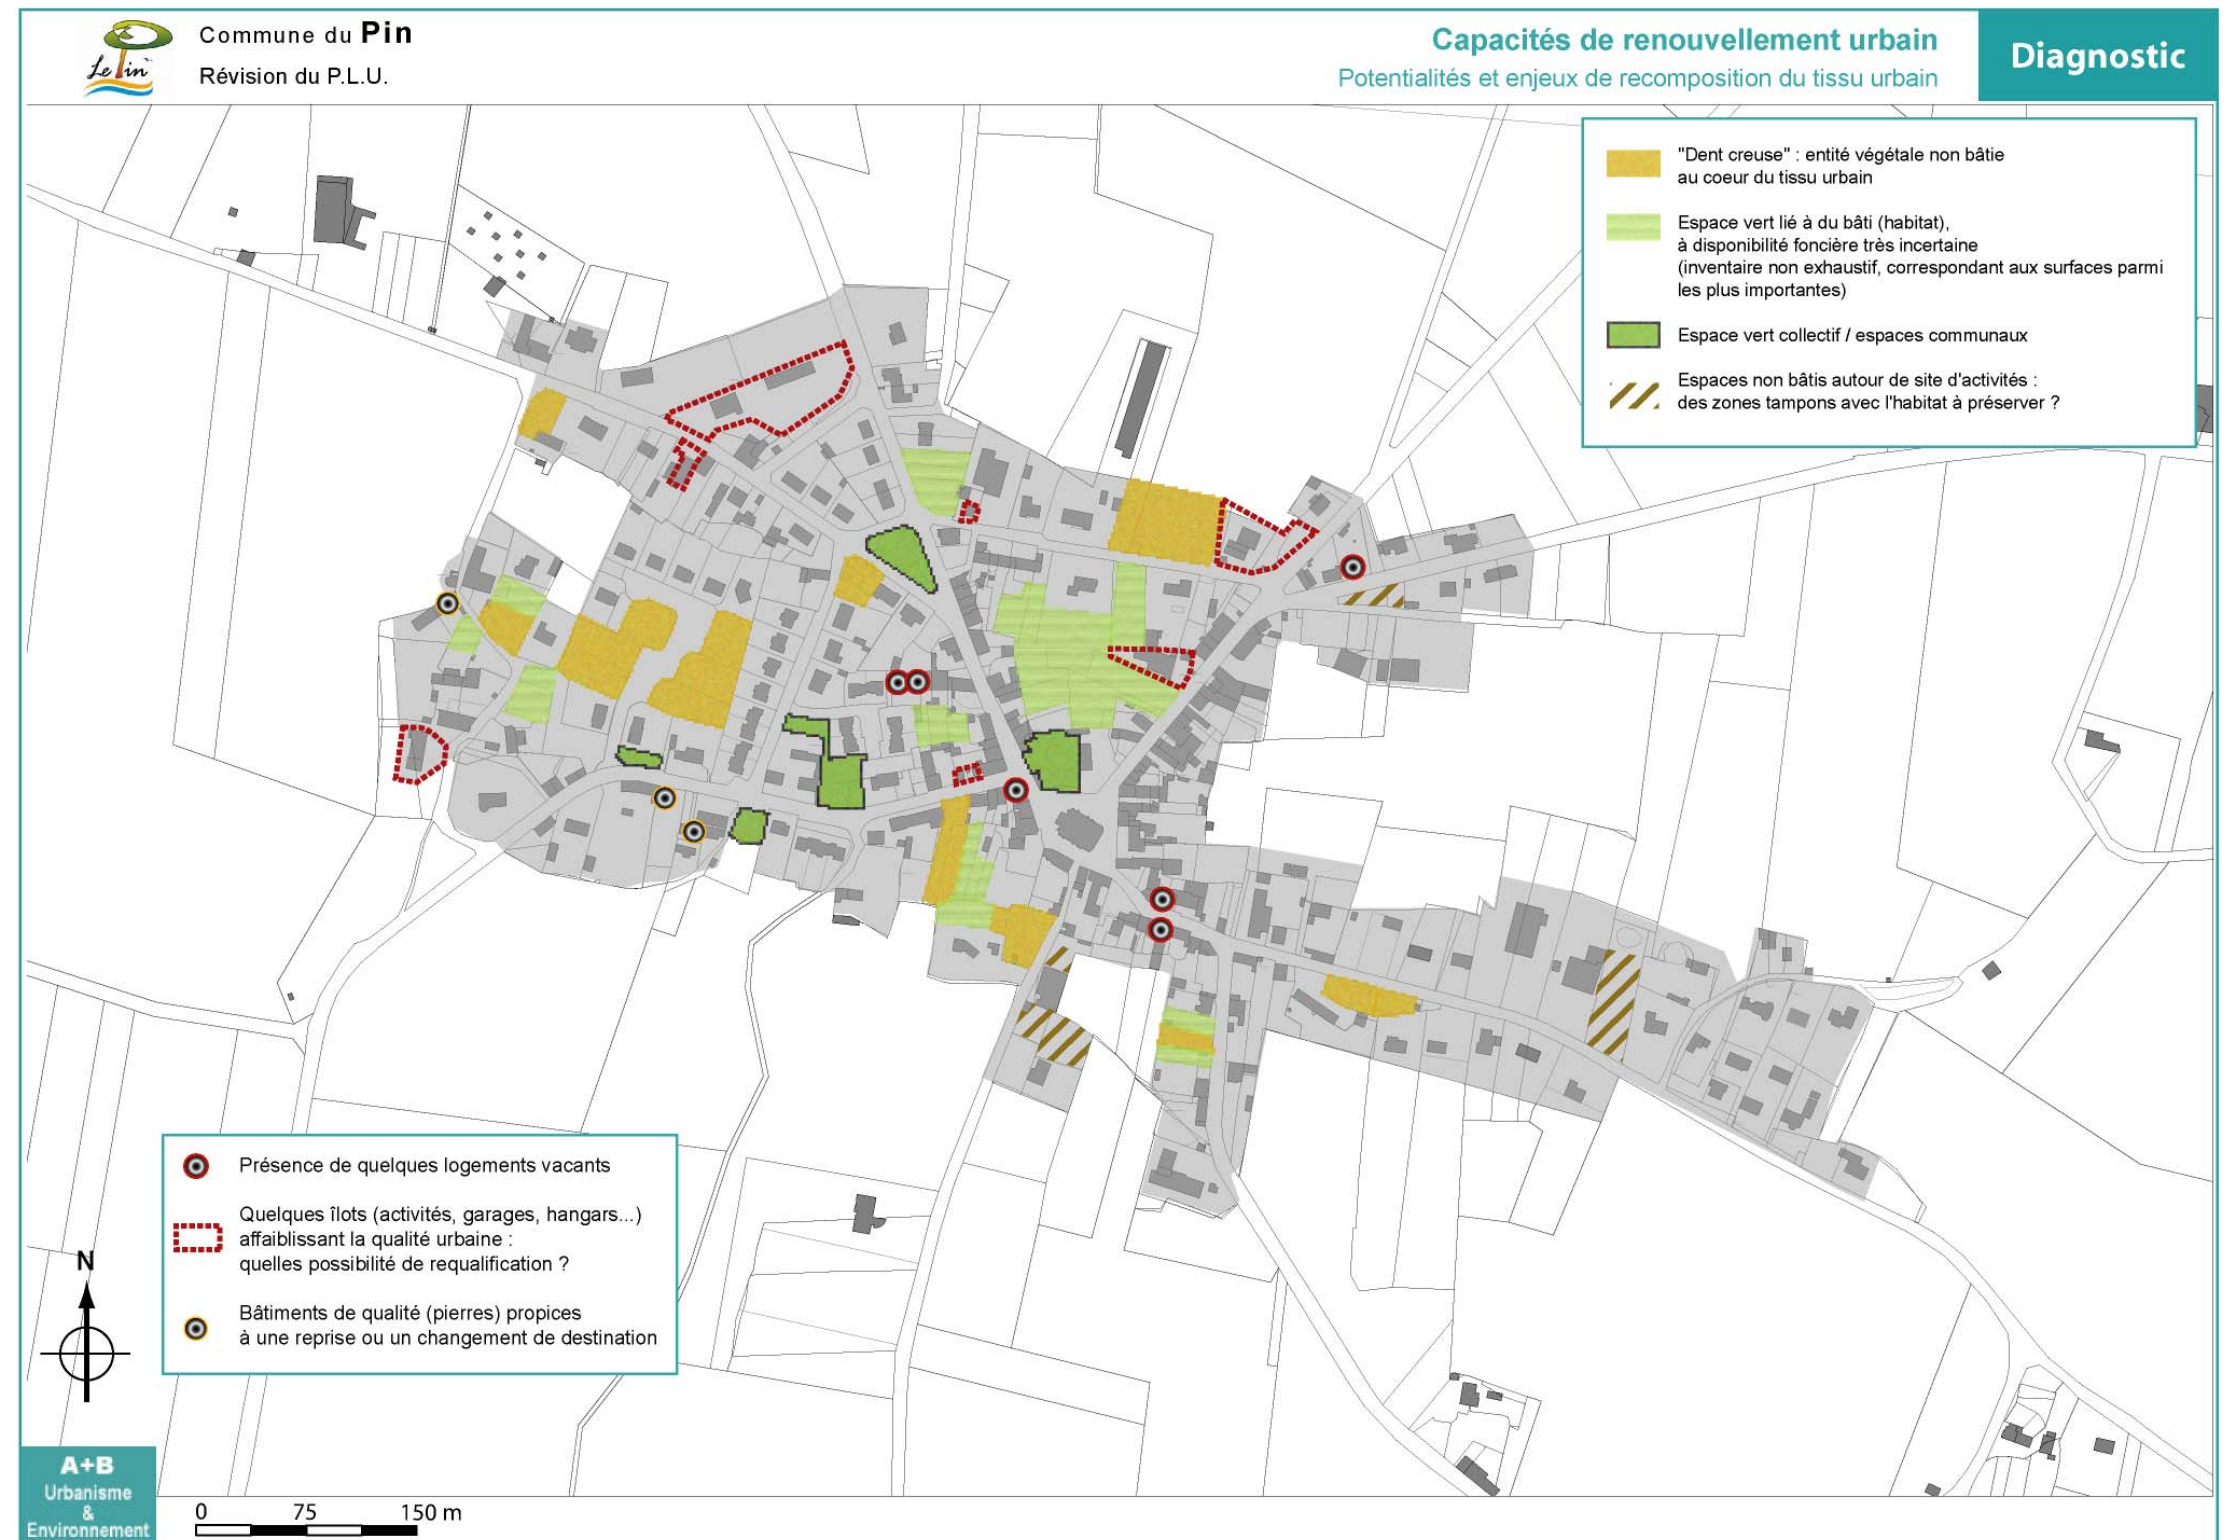 Le Pin
Commune du Pin
Révision du P.L.U.
Capacités de renouvellement urbain
Potentialités et enjeux de recomposition du tissu urbain
Diagnostic
"Dent creuse" : entité végétale non bâtie
au coeur du tissu urbain
Espace vert lié à du bâti (habitat),
à disponibilité foncière très incertaine
(inventaire non exhaustif, correspondant aux surfaces parmi
les plus importantes)
Espace vert collectif / espaces communaux
Espaces non bâtis autour de site d'activités :
des zones tampons avec l'habitat à préserver ?
Présence de quelques logements vacants
Quelques îlots (activités, garages, hangars...)
affaiblissant la qualité urbaine :
quelles possibilité de requalification ?
Bâtiments de qualité (pierres) propices
à une reprise ou un changement de destination
N
A+B
Urbanisme
&
Environnement
0 75 150 m